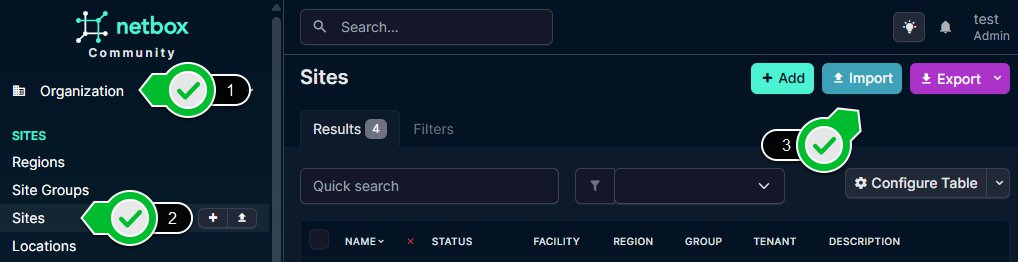 netbox
Community
Search...
test
Admin
Organization
1
Sites
+ Add
Import
Export
SITES
Regions
Site Groups
Sites
2
Locations
Results 4
Filters
3
Quick search
Configure Table
NAME
STATUS
FACILITY
REGION
GROUP
TENANT
DESCRIPTION